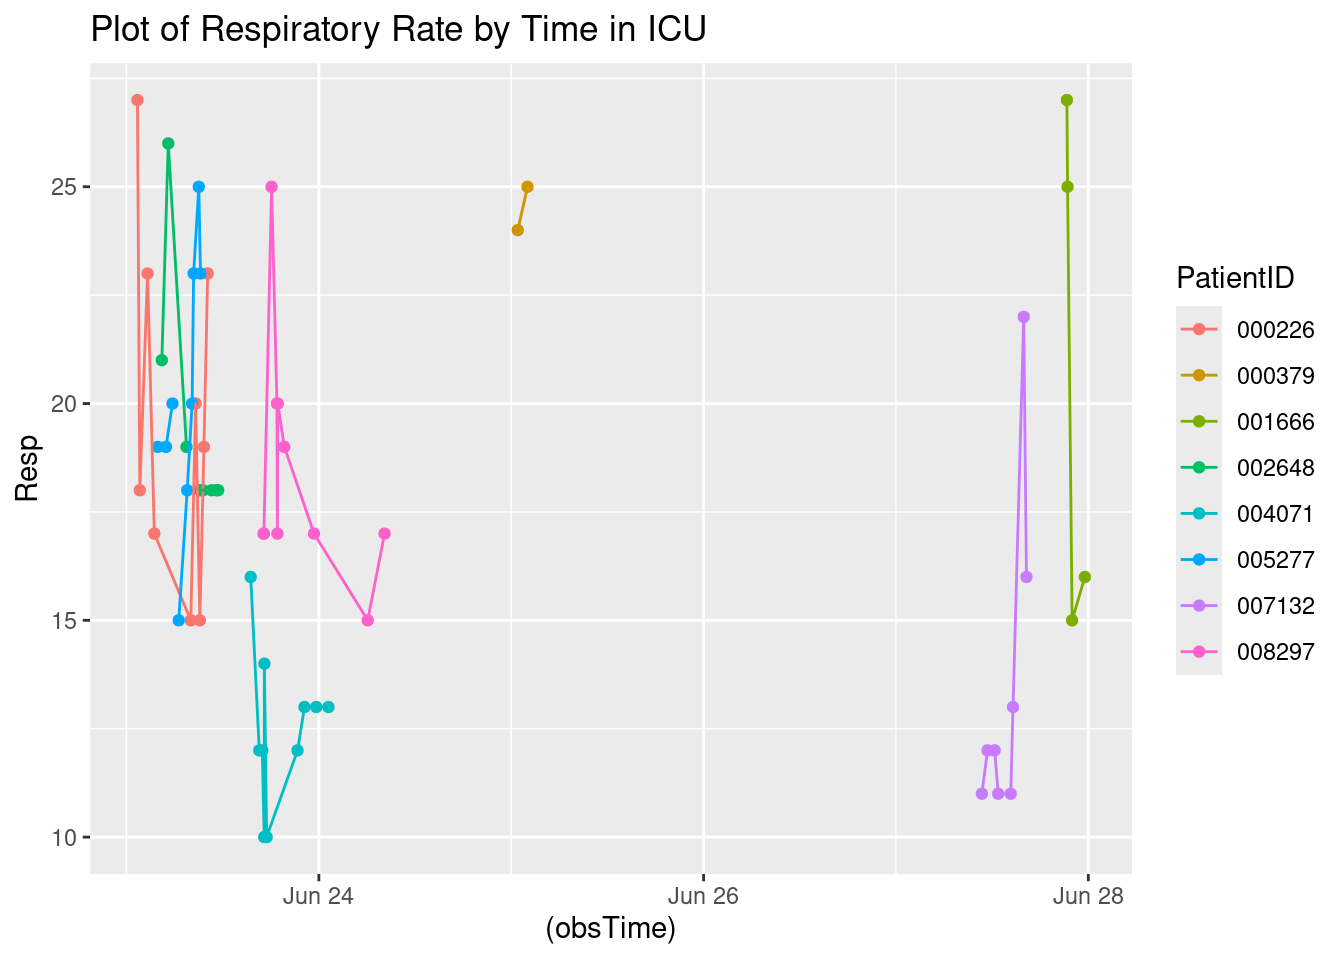 Plot of Respiratory Rate by Time in ICU
Resp
25
20
15
10
Jun 24
Jun 26
Jun 28
(obsTime)
PatientID
000226
000379
001666
002648
004071
005277
007132
008297